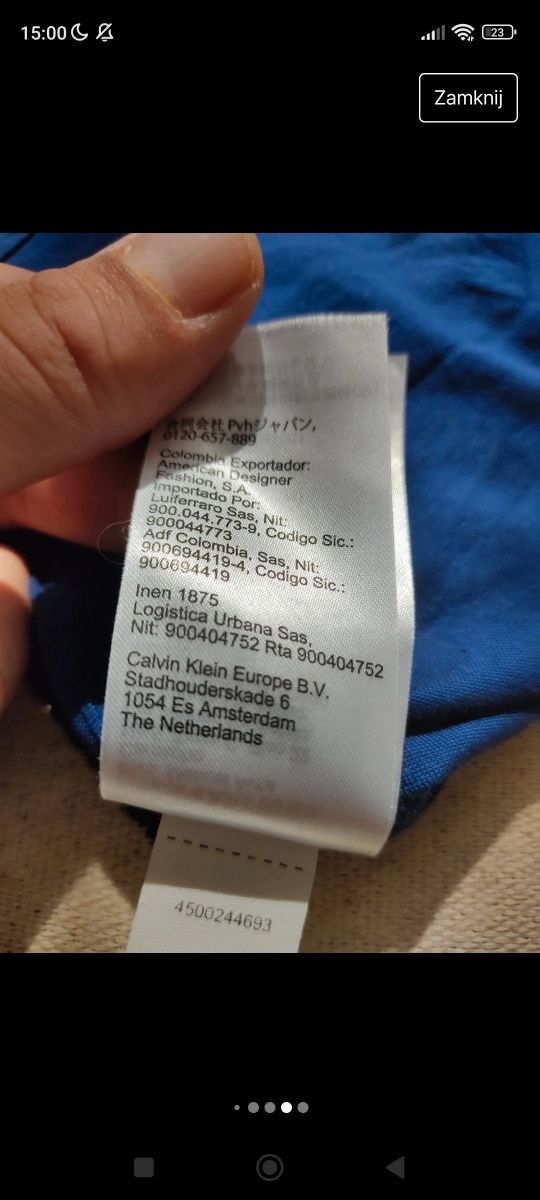 15:00
23
Zamknij
合同会社 Pvhジャパン,
0120-657-889
Colombia Exportador:
American Designer
Fashion, S.A.
Importado Por:
Luiferraro Sas, Nit:
900.044.773-9, Codigo Sic.:
900044773
Adf Colombia, Sas, Nit:
900694419-4, Codigo Sic.:
900694419
Inen 1875
Logistica Urbana Sas,
Nit: 900404752 Rta 900404752
Calvin Klein Europe B.V.
Stadhouderskade 6
1054 Es Amsterdam
The Netherlands
4500244693